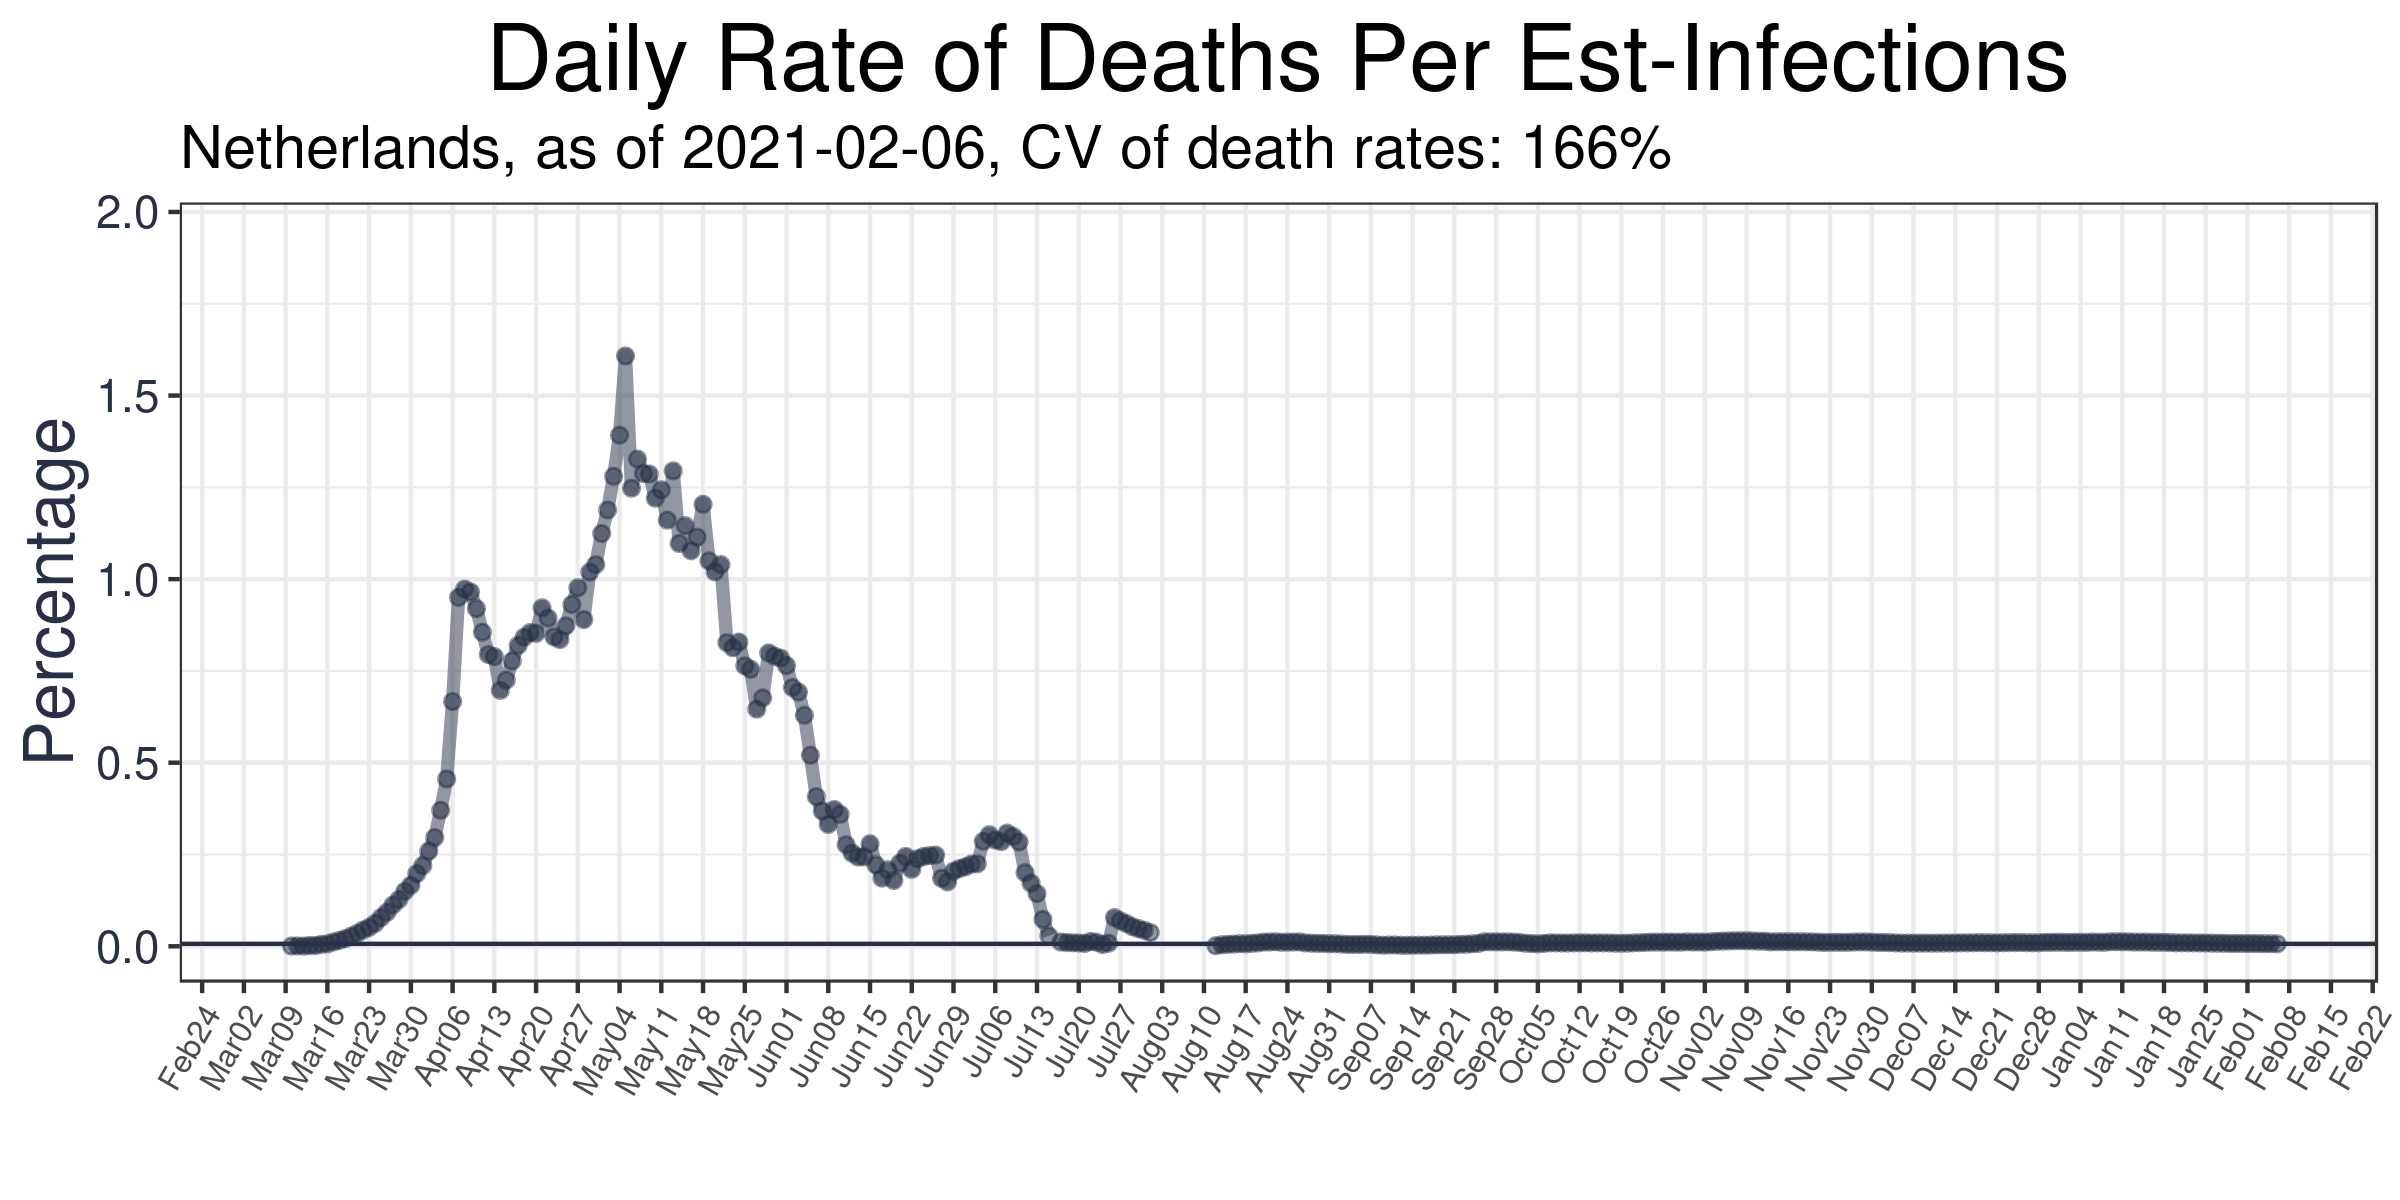 Daily Rate of Deaths Per Est-Infections
Netherlands, as of 2021-02-06, CV of death rates: 166%
Percentage
2.0
1.5
1.0
0.5
0.0
Feb24
Mar02
Mar09
Mar16
Mar23
Mar30
Apr06
Apr13
Apr20
Apr27
May04
May11
May18
May25
Jun01
Jun08
Jun15
Jun22
Jun29
Jul06
Jul13
Jul20
Jul27
Aug03
Aug10
Aug17
Aug24
Aug31
Sep07
Sep14
Sep21
Sep28
Oct05
Oct12
Oct19
Oct26
Nov02
Nov09
Nov16
Nov23
Nov30
Dec07
Dec14
Dec21
Dec28
Jan04
Jan11
Jan18
Jan25
Feb01
Feb08
Feb15
Feb22